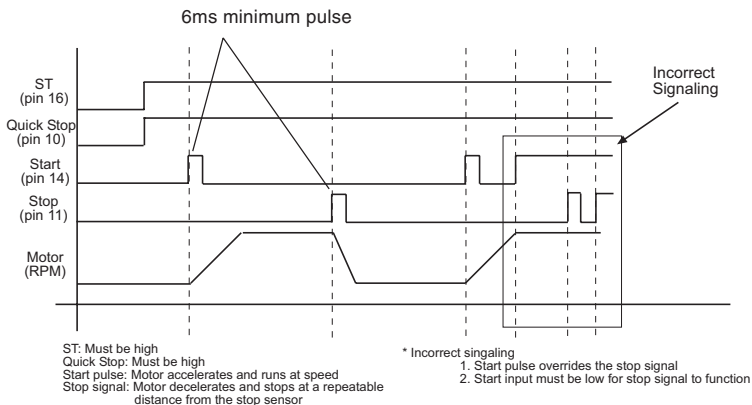 6ms minimum pulse
Incorrect
Signaling
ST
(pin 16)
Quick Stop
(pin 10)
Start
(pin 14)
Stop
(pin 11)
Motor
(RPM)
ST: Must be high
Quick Stop: Must be high
Start pulse: Motor accelerates and runs at speed
Stop signal: Motor decelerates and stops at a repeatable
distance from the stop sensor
* Incorrect singaling
1. Start pulse overrides the stop signal
2. Start input must be low for stop signal to function